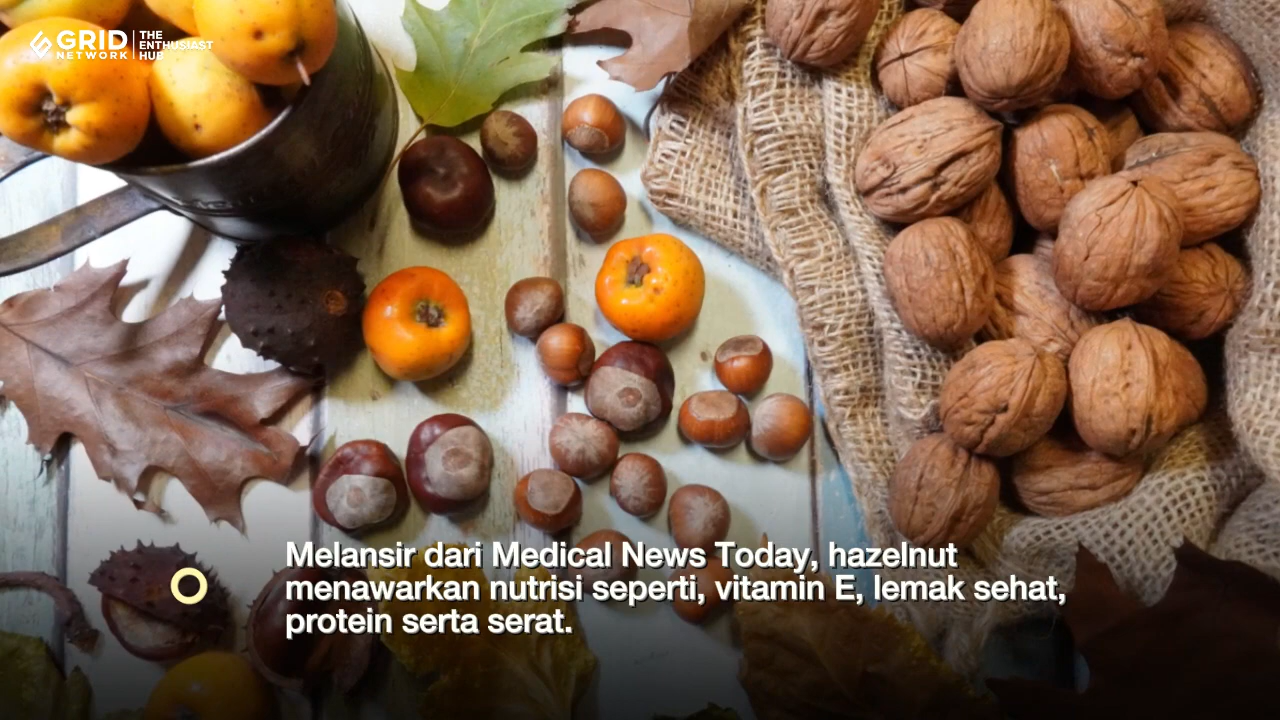 GRID
NETWORK
THE
ENTHUSIAST
HUB
Melansir dari Medical News Today, hazelnut
menawarkan nutrisi seperti, vitamin E, lemak sehat,
protein serta serat.